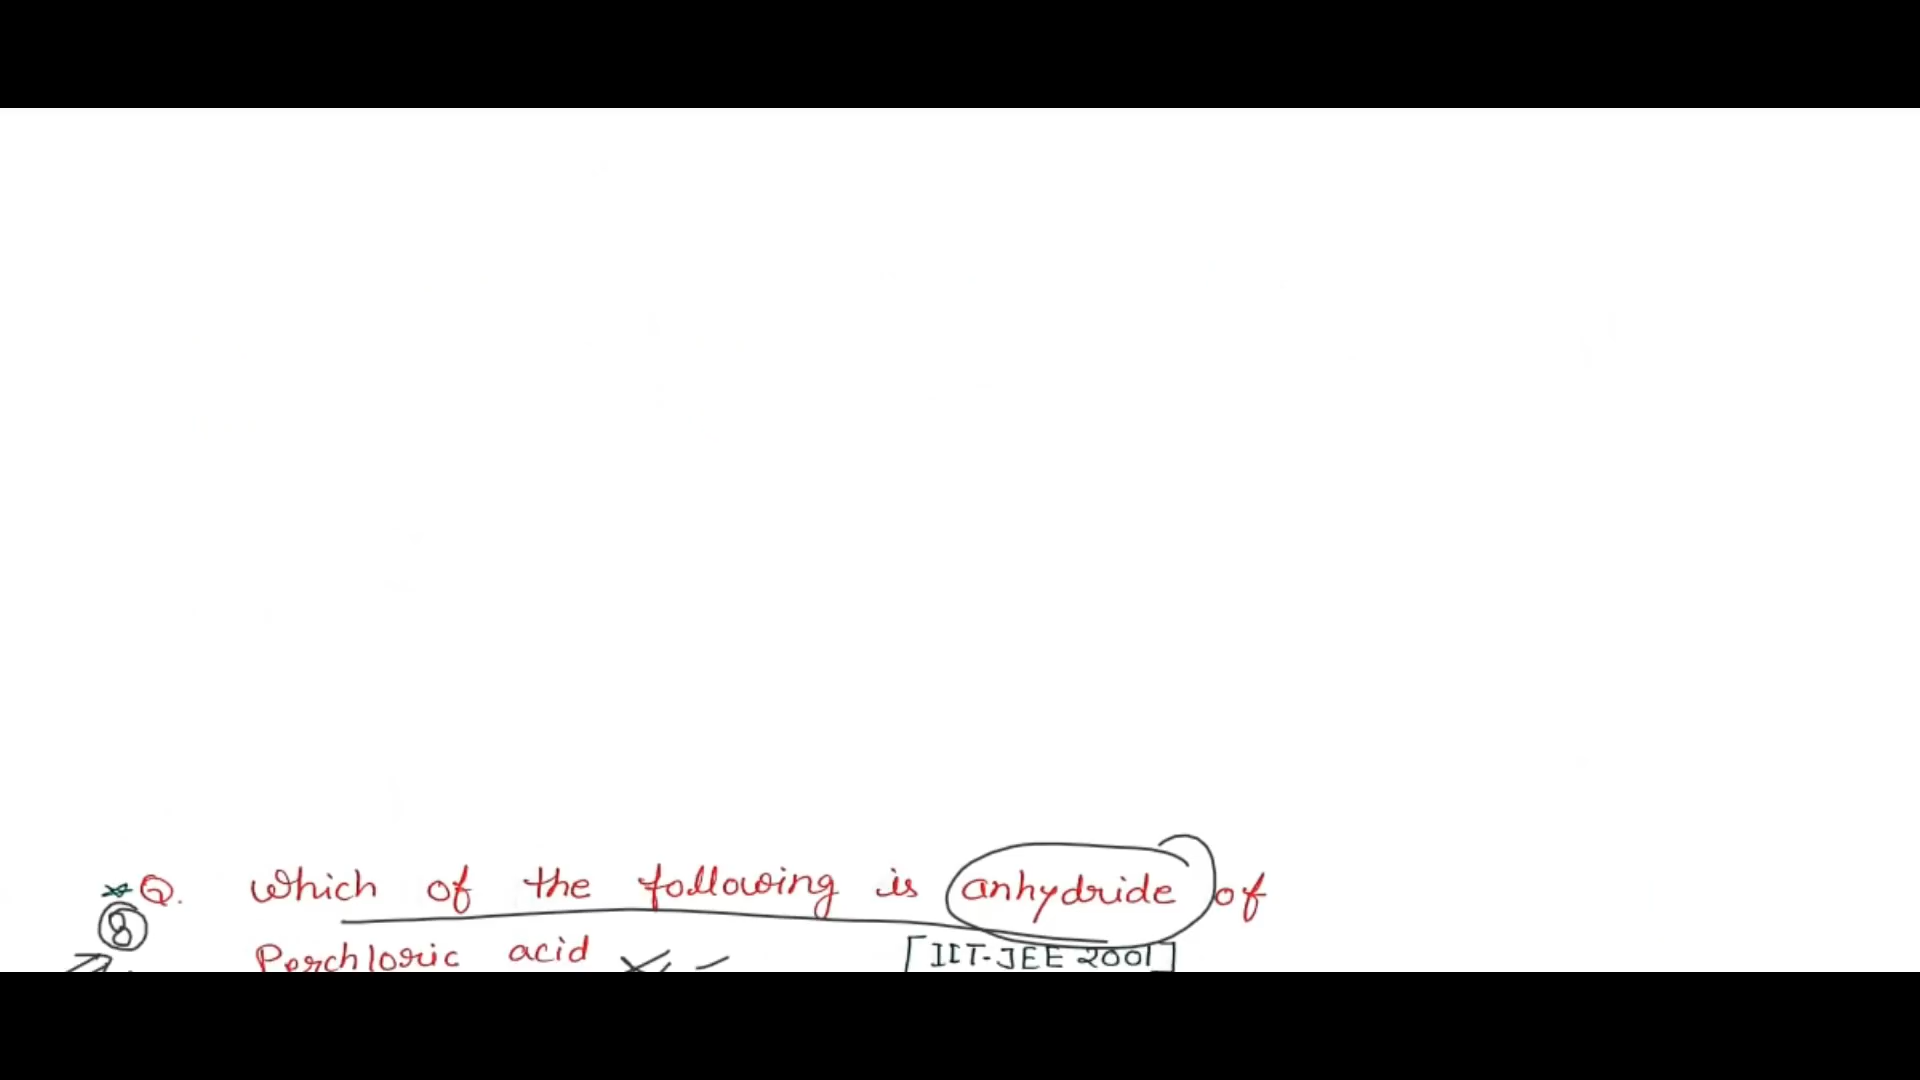 *Q. Which of the following is anhydride of
8
Perchloric acid [IIT-JEE 2001]